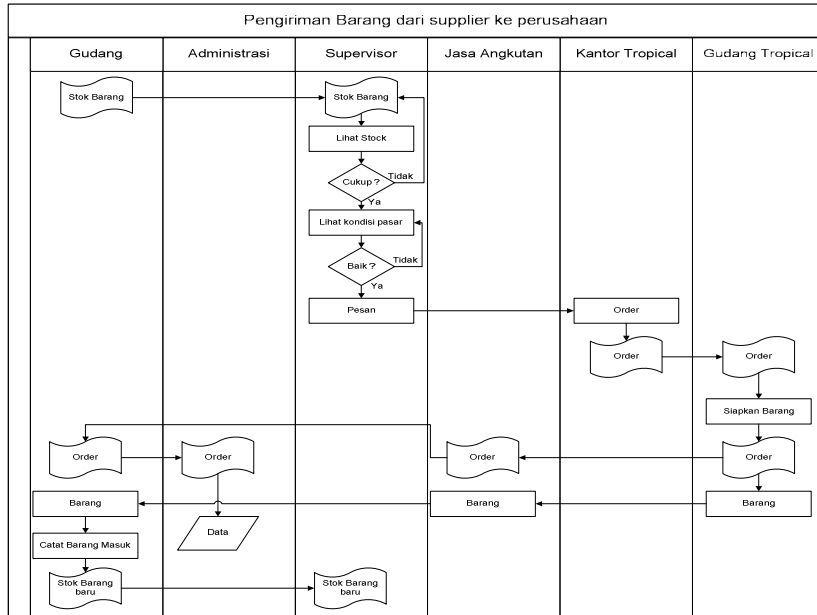 Pengiriman Barang dari supplier ke perusahaan
Gudang
Administrasi
Supervisor
Jasa Angkutan
Kantor Tropical
Gudang Tropical
Stok Barang
Stok Barang
Lihat Stock
Cukup ?
Tidak
Ya
Lihat kondisi pasar
Baik ?
Tidak
Ya
Pesan
Order
Order
Order
Siapkan Barang
Order
Order
Order
Order
Barang
Barang
Barang
Data
Catat Barang Masuk
Stok Barang
baru
Stok Barang
baru